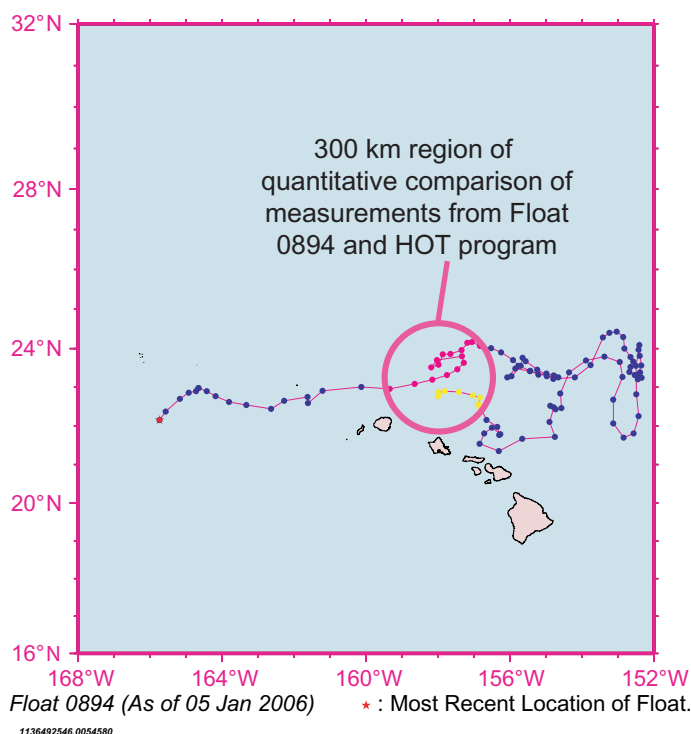 32°N
300 km region of
quantitative comparison of
measurements from Float
0894 and HOT program
28°N
24°N
20°N
16°N
168°W 164°W 160°W 156°W 152°W
Float 0894 (As of 05 Jan 2006) ★ : Most Recent Location of Float.
1136492546.0054580